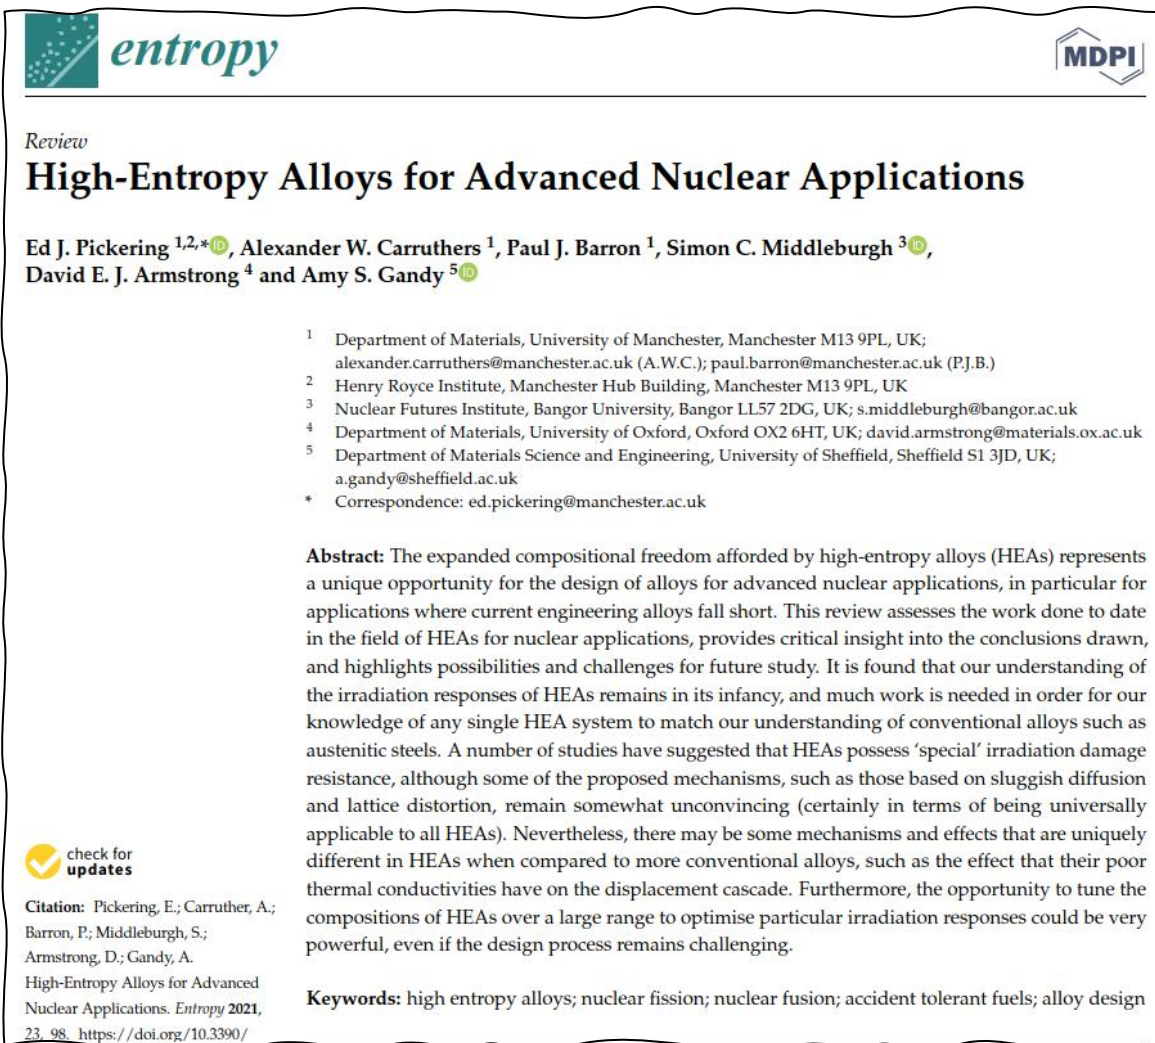 entropy
MDPI
Review
High-Entropy Alloys for Advanced Nuclear Applications
Ed J. Pickering 1,2,* iD, Alexander W. Carruthers 1, Paul J. Barron 1, Simon C. Middleburgh 3 iD,
David E. J. Armstrong 4 and Amy S. Gandy 5 iD
1 Department of Materials, University of Manchester, Manchester M13 9PL, UK;
alexander.carruthers@manchester.ac.uk (A.W.C.); paul.barron@manchester.ac.uk (P.J.B.)
2 Henry Royce Institute, Manchester Hub Building, Manchester M13 9PL, UK
3 Nuclear Futures Institute, Bangor University, Bangor LL57 2DG, UK; s.middleburgh@bangor.ac.uk
4 Department of Materials, University of Oxford, Oxford OX2 6HT, UK; david.armstrong@materials.ox.ac.uk
5 Department of Materials Science and Engineering, University of Sheffield, Sheffield S1 3JD, UK;
a.gandy@sheffield.ac.uk
* Correspondence: ed.pickering@manchester.ac.uk
Abstract: The expanded compositional freedom afforded by high-entropy alloys (HEAs) represents
a unique opportunity for the design of alloys for advanced nuclear applications, in particular for
applications where current engineering alloys fall short. This review assesses the work done to date
in the field of HEAs for nuclear applications, provides critical insight into the conclusions drawn,
and highlights possibilities and challenges for future study. It is found that our understanding of
the irradiation responses of HEAs remains in its infancy, and much work is needed in order for our
knowledge of any single HEA system to match our understanding of conventional alloys such as
austenitic steels. A number of studies have suggested that HEAs possess ‘special’ irradiation damage
resistance, although some of the proposed mechanisms, such as those based on sluggish diffusion
and lattice distortion, remain somewhat unconvincing (certainly in terms of being universally
applicable to all HEAs). Nevertheless, there may be some mechanisms and effects that are uniquely
different in HEAs when compared to more conventional alloys, such as the effect that their poor
thermal conductivities have on the displacement cascade. Furthermore, the opportunity to tune the
compositions of HEAs over a large range to optimise particular irradiation responses could be very
powerful, even if the design process remains challenging.
Keywords: high entropy alloys; nuclear fission; nuclear fusion; accident tolerant fuels; alloy design
check for
updates
Citation: Pickering, E.; Carruther, A.;
Barron, P.; Middleburgh, S.;
Armstrong, D.; Gandy, A.
High-Entropy Alloys for Advanced
Nuclear Applications. Entropy 2021,
23, 98. https://doi.org/10.3390/